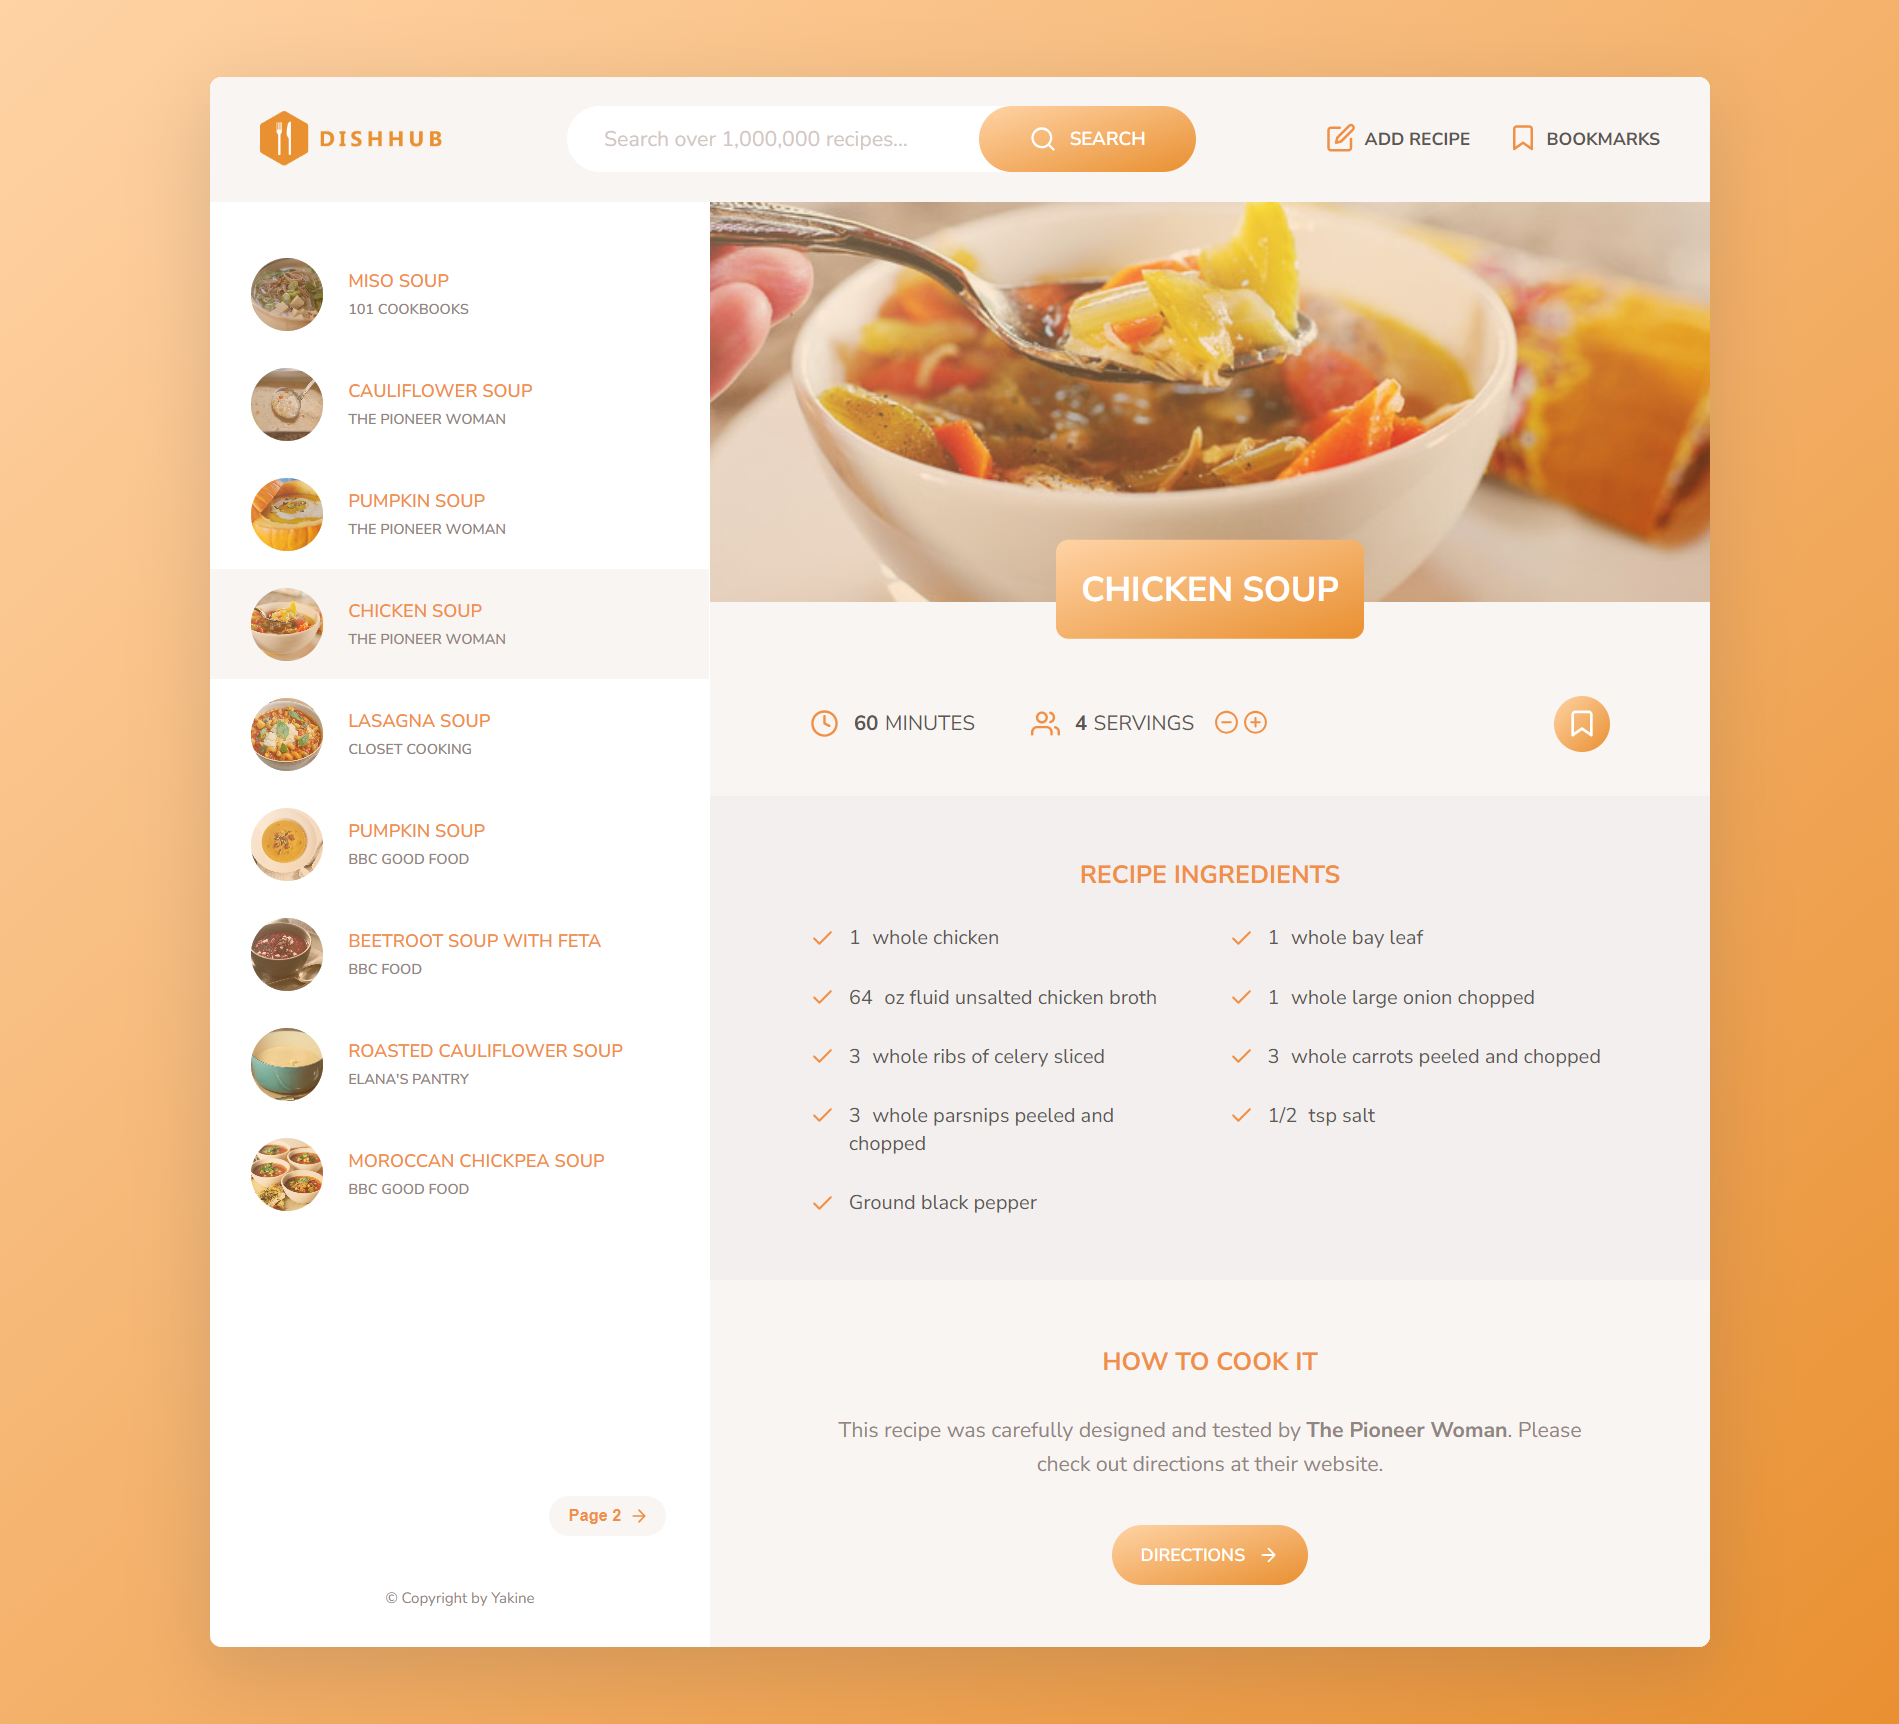 DISHHUB
Search over 1,000,000 recipes...
SEARCH
ADD RECIPE
BOOKMARKS
MISO SOUP
101 COOKBOOKS
CAULIFLOWER SOUP
THE PIONEER WOMAN
PUMPKIN SOUP
THE PIONEER WOMAN
CHICKEN SOUP
THE PIONEER WOMAN
LASAGNA SOUP
CLOSET COOKING
PUMPKIN SOUP
BBC GOOD FOOD
BEETROOT SOUP WITH FETA
BBC FOOD
ROASTED CAULIFLOWER SOUP
ELANA'S PANTRY
MOROCCAN CHICKPEA SOUP
BBC GOOD FOOD
Page 2
© Copyright by Yakine
CHICKEN SOUP
60 MINUTES
4 SERVINGS
RECIPE INGREDIENTS
1 whole chicken
1 whole bay leaf
64 oz fluid unsalted chicken broth
1 whole large onion chopped
3 whole ribs of celery sliced
3 whole carrots peeled and chopped
3 whole parsnips peeled and
chopped
1/2 tsp salt
Ground black pepper
HOW TO COOK IT
This recipe was carefully designed and tested by The Pioneer Woman. Please
check out directions at their website.
DIRECTIONS